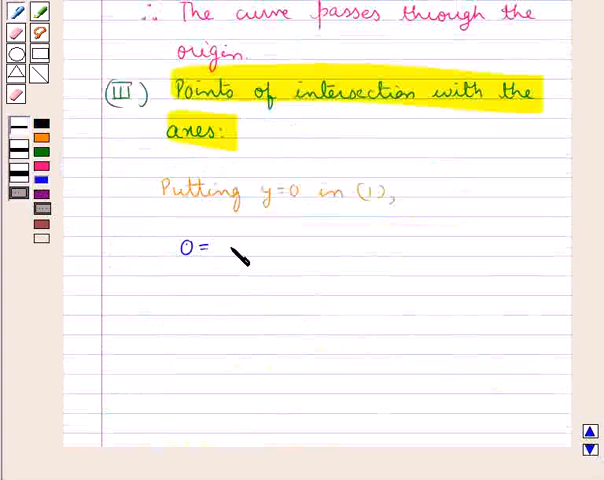 ∴ The curve passes through the
origin.
(III) Points of intersection with the
axes:
Putting y=0 in (1),
0=